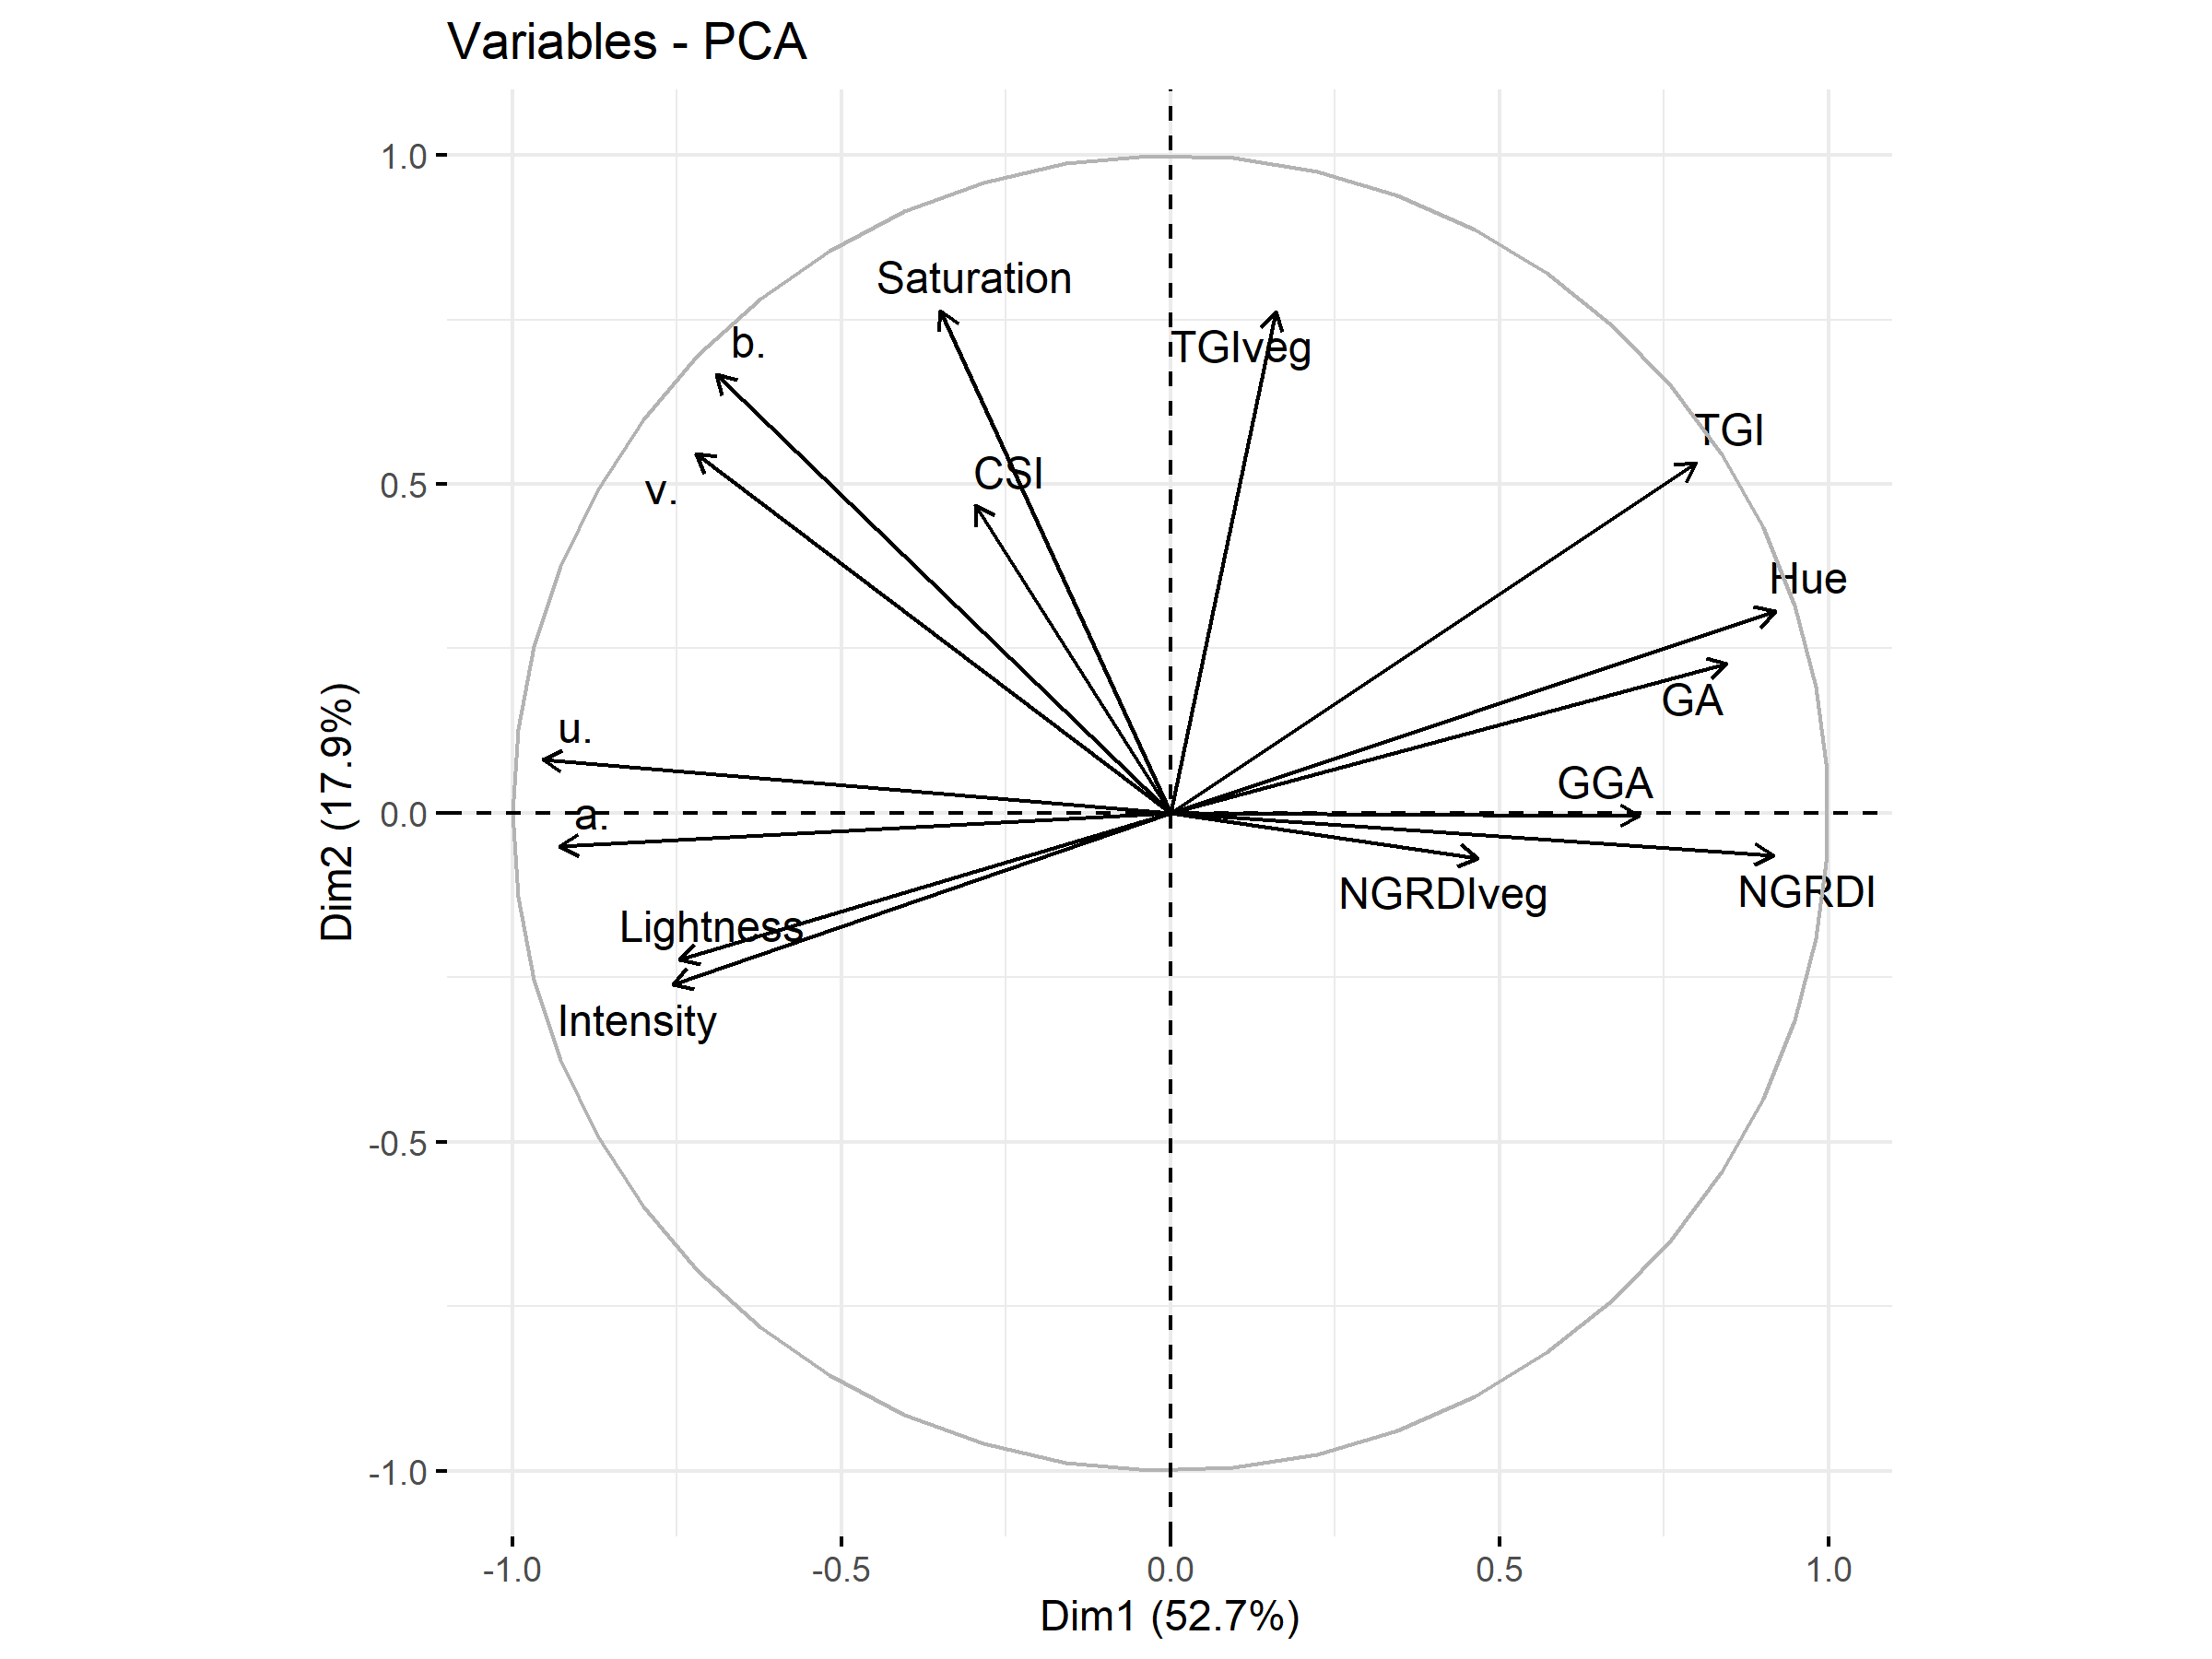 Variables - PCA
1.0
0.5
0.0
-0.5
-1.0
Dim2 (17.9%)
Saturation
b.
TGIveg
TGI
CSI
v.
Hue
GA
u.
GGA
a.
NGRDIveg
NGRDI
Lightness
Intensity
-1.0
-0.5
0.0
0.5
1.0
Dim1 (52.7%)